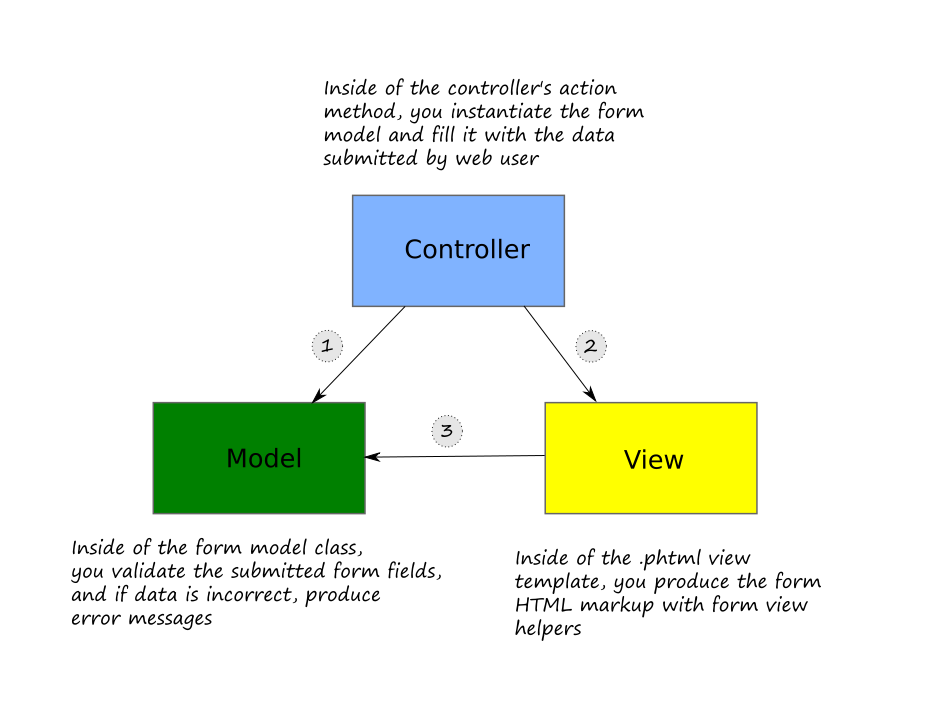 Inside of the controller's action
method, you instantiate the form
model and fill it with the data
submitted by web user
Controller
1
2
3
Model
View
Inside of the form model class,
you validate the submitted form fields,
and if data is incorrect, produce
error messages
Inside of the .phtml view
template, you produce the form
HTML markup with form view
helpers